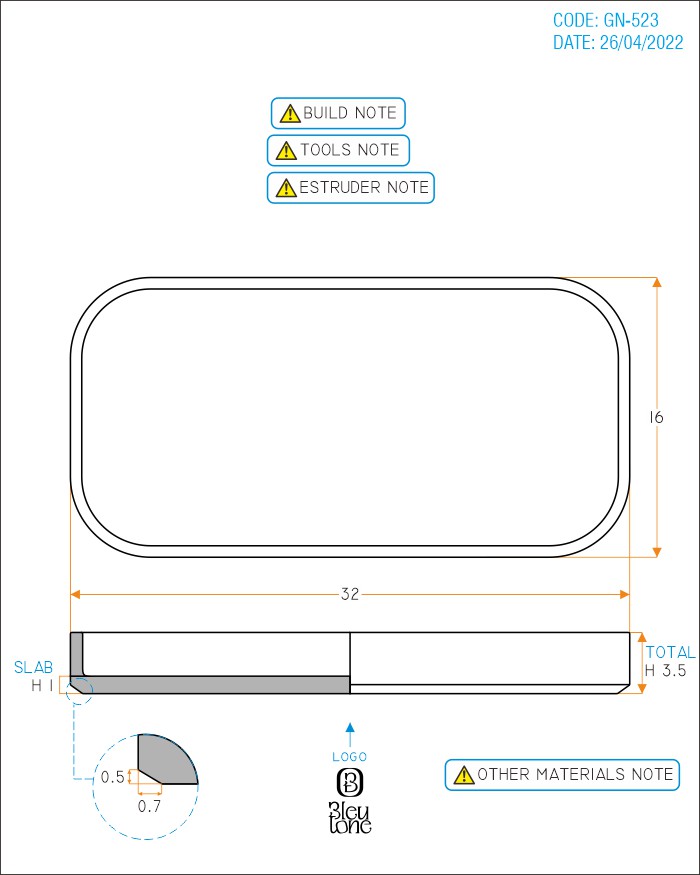 CODE: GN-523
DATE: 26/04/2022
BUILD NOTE
TOOLS NOTE
ESTRUDER NOTE
16
32
SLAB
H 1
TOTAL
H 3.5
0.5
0.7
LOGO
B
Bleu
tone
OTHER MATERIALS NOTE